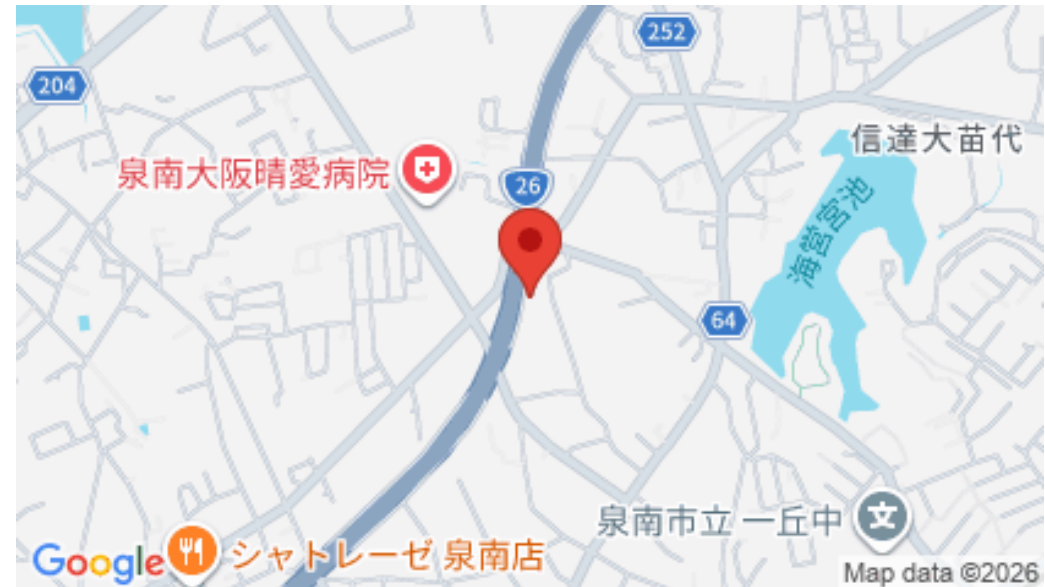 252
204
信達大苗代
泉南大阪晴愛病院
26
海営宮池
64
泉南市立 一丘中
シャトレーゼ 泉南店
Google
Map data ©2026